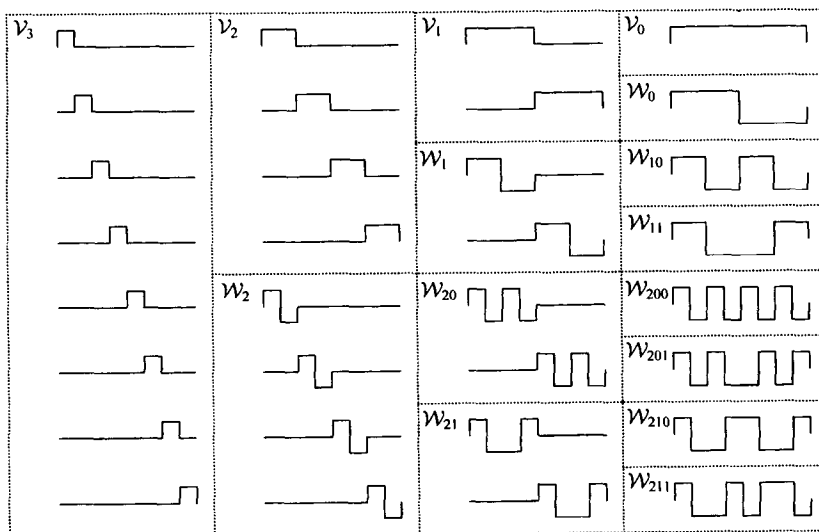 𝒱₃ 𝒱₂ 𝒱₁ 𝒱₀
𝒲₀
𝒲₁ 𝒲₁₀
𝒲₁₁
𝒲₂ 𝒲₂₀ 𝒲₂₀₀
𝒲₂₀₁
𝒲₂₁ 𝒲₂₁₀
𝒲₂₁₁